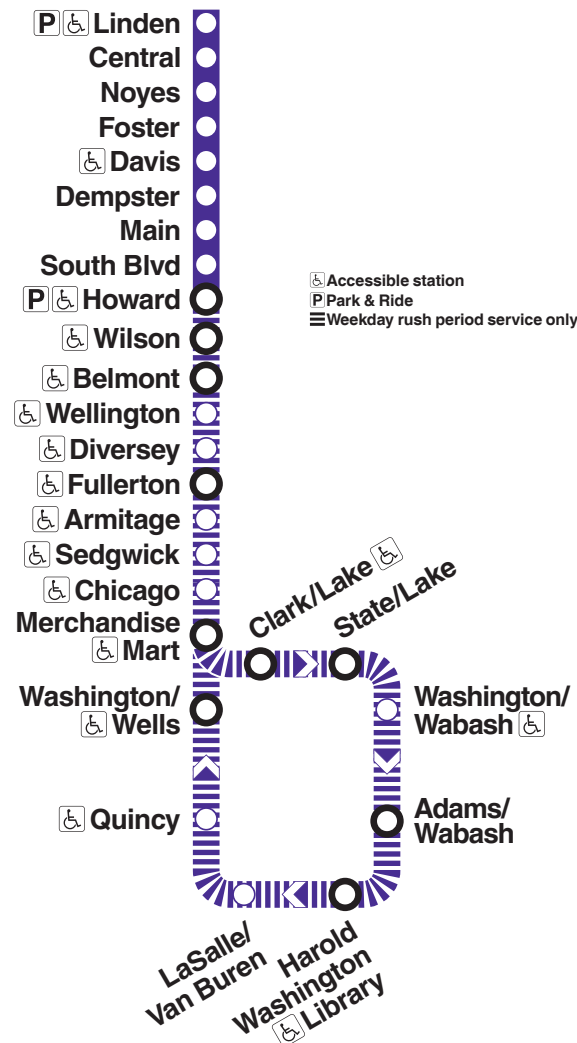 P Linden
Central
Noyes
Foster
Davis
Dempster
Main
South Blvd
P Howard
Accessible station
P Park & Ride
Weekday rush period service only
Wilson
Belmont
Wellington
Diversey
Fullerton
Armitage
Sedgwick
Chicago
Merchandise
Mart
Clark/Lake
State/Lake
Washington/
Wells
Washington/
Wabash
Quincy
Adams/
Wabash
LaSalle/
Van Buren
Harold
Washington
Library